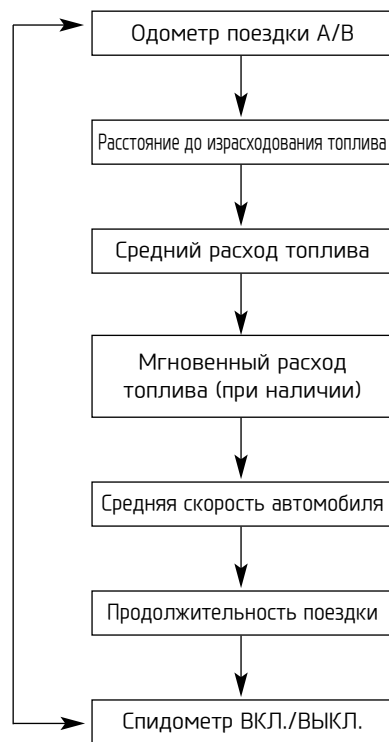 Одометр поездки A/B
Расстояние до израсходования топлива
Средний расход топлива
Мгновенный расход
топлива (при наличии)
Средняя скорость автомобиля
Продолжительность поездки
Спидометр ВКЛ./ВЫКЛ.